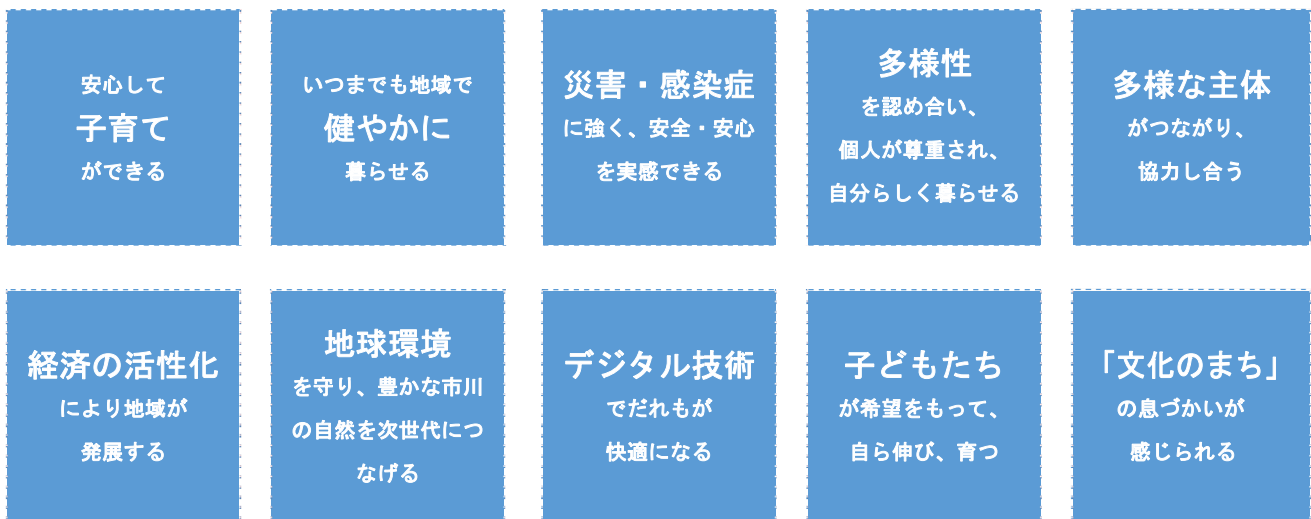 安心して
子育て
ができる
いつまでも地域で
健やかに
暮らせる
災害・感染症
に強く、安全・安心
を実感できる
多様性
を認め合い、
個人が尊重され、
自分らしく暮らせる
多様な主体
がつながり、
協力し合う
経済の活性化
により地域が
発展する
地球環境
を守り、豊かな市川
の自然を次世代につ
なげる
デジタル技術
でだれもが
快適になる
子どもたち
が希望をもって、
自ら伸び、育つ
「文化のまち」
の息づかいが
感じられる